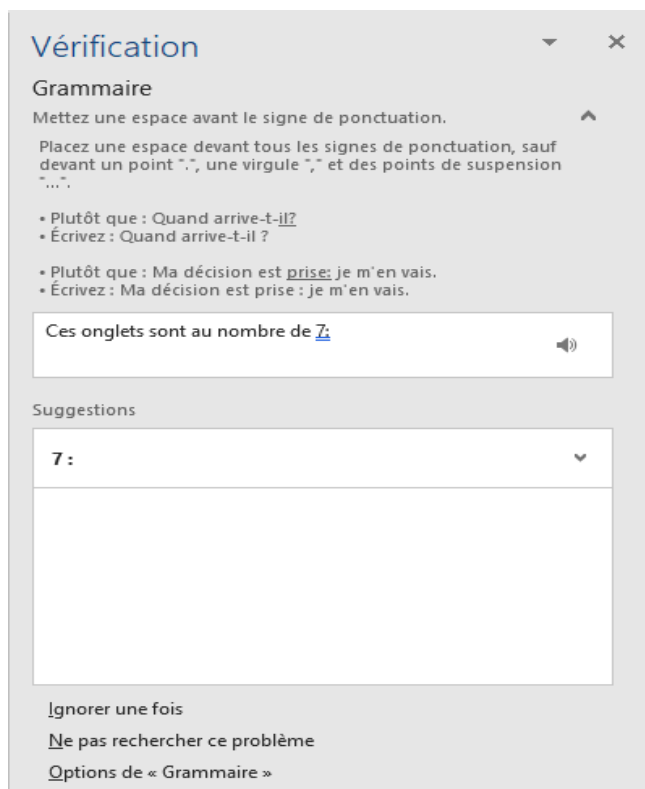 Vérification
Grammaire
Mettez une espace avant le signe de ponctuation.
Placez une espace devant tous les signes de ponctuation, sauf
devant un point ".", une virgule "," et des points de suspension
"...".
• Plutôt que : Quand arrive-t-il?
• Écrivez : Quand arrive-t-il ?
• Plutôt que : Ma décision est prise: je m'en vais.
• Écrivez : Ma décision est prise : je m'en vais.
Ces onglets sont au nombre de 7:
Suggestions
7 :
Ignorer une fois
Ne pas rechercher ce problème
Options de « Grammaire »